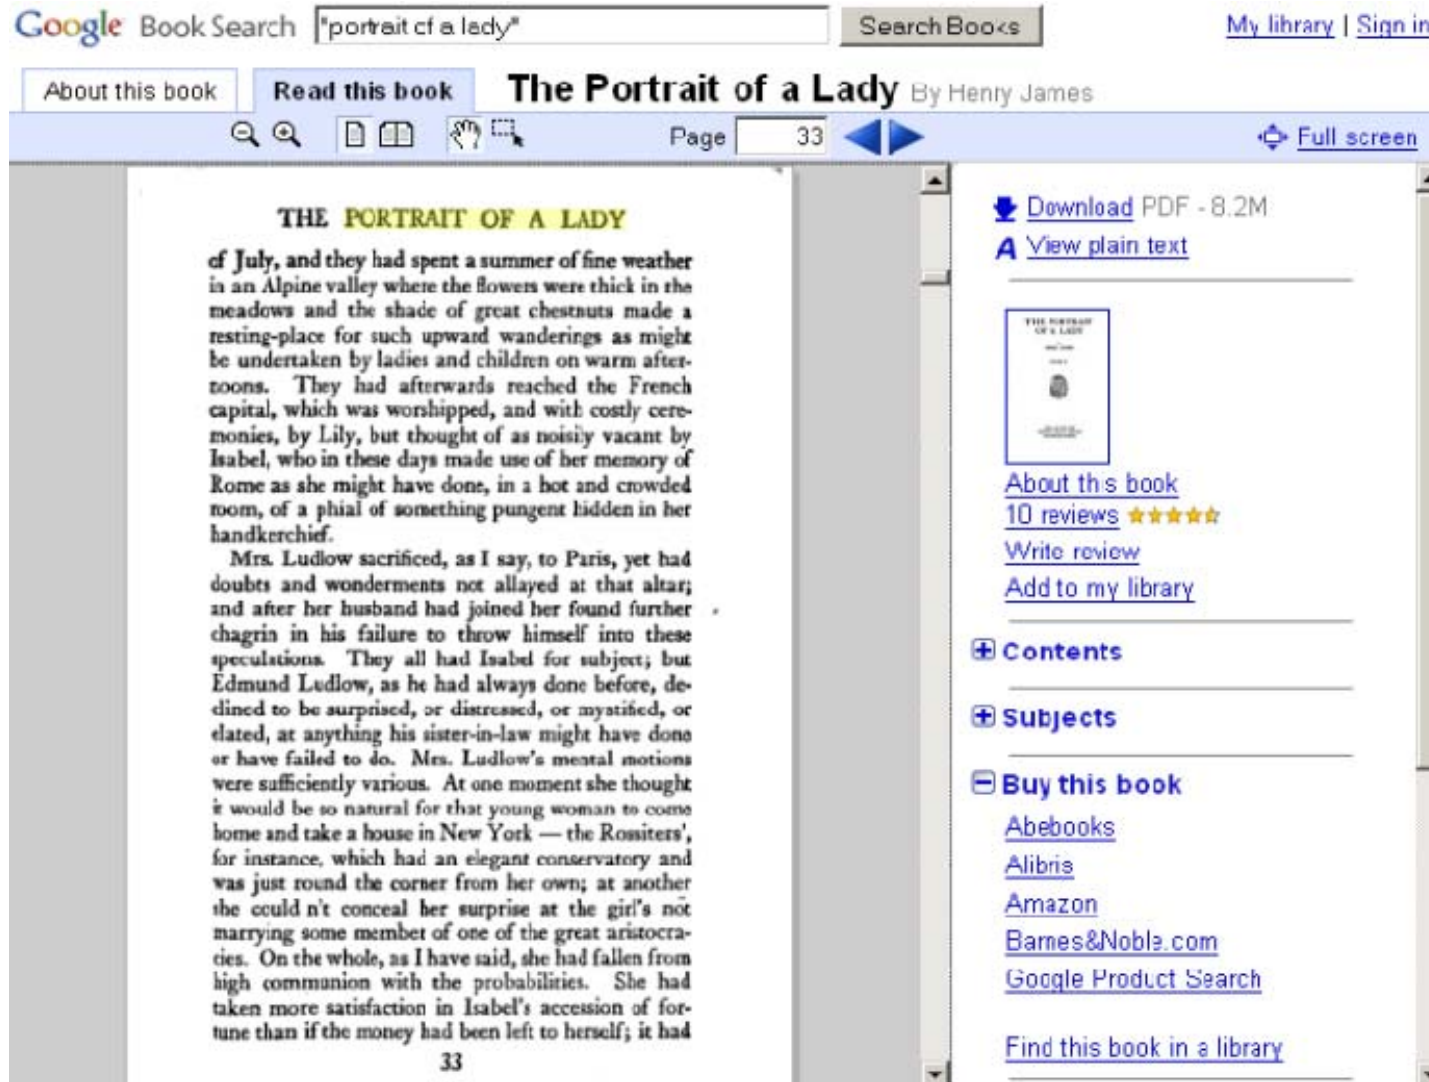 Google Book Search "portrait of a lady" Search Books My library | Sign in
About this book Read this book The Portrait of a Lady By Henry James
Page 33 Full screen
THE PORTRAIT OF A LADY
of July, and they had spent a summer of fine weather
in an Alpine valley where the flowers were thick in the
meadows and the shade of great chestnuts made a
resting-place for such upward wanderings as might
be undertaken by ladies and children on warm after-
noons. They had afterwards reached the French
capital, which was worshipped, and with costly cere-
monies, by Lily, but thought of as noisily vacant by
Isabel, who in these days made use of her memory of
Rome as she might have done, in a hot and crowded
room, of a phial of something pungent hidden in her
handkerchief.
Mrs. Ludlow sacrificed, as I say, to Paris, yet had
doubts and wonderments not allayed at that altar;
and after her husband had joined her found further
chagrin in his failure to throw himself into these
speculations. They all had Isabel for subject; but
Edmund Ludlow, as he had always done before, de-
clined to be surprised, or distressed, or mystified, or
elated, at anything his sister-in-law might have done
or have failed to do. Mrs. Ludlow's mental motions
were sufficiently various. At one moment she thought
it would be so natural for that young woman to come
home and take a house in New York — the Rossiters',
for instance, which had an elegant conservatory and
was just round the corner from her own; at another
she could n't conceal her surprise at the girl's not
marrying some member of one of the great aristocra-
cies. On the whole, as I have said, she had fallen from
high communion with the probabilities. She had
taken more satisfaction in Isabel's accession of for-
tune than if the money had been left to herself; it had
33
Download PDF - 8.2M
View plain text
THE PORTRAIT
OF A LADY
About this book
10 reviews
Write review
Add to my library
Contents
Subjects
Buy this book
Abebooks
Alibris
Amazon
Barnes&Noble.com
Google Product Search
Find this book in a library